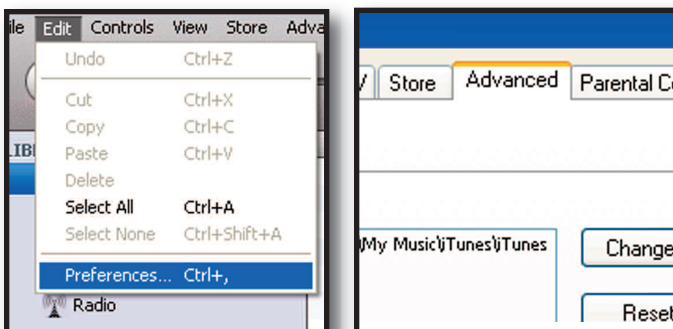 ile Edit Controls View Store Adva
Undo Ctrl+Z
Cut Ctrl+X
Copy Ctrl+C
Paste Ctrl+V
Delete
Select All Ctrl+A
Select None Ctrl+Shift+A
Preferences... Ctrl+,
LIB
Radio
Store Advanced Parental C
\My Music\iTunes\iTunes
Change
Reset